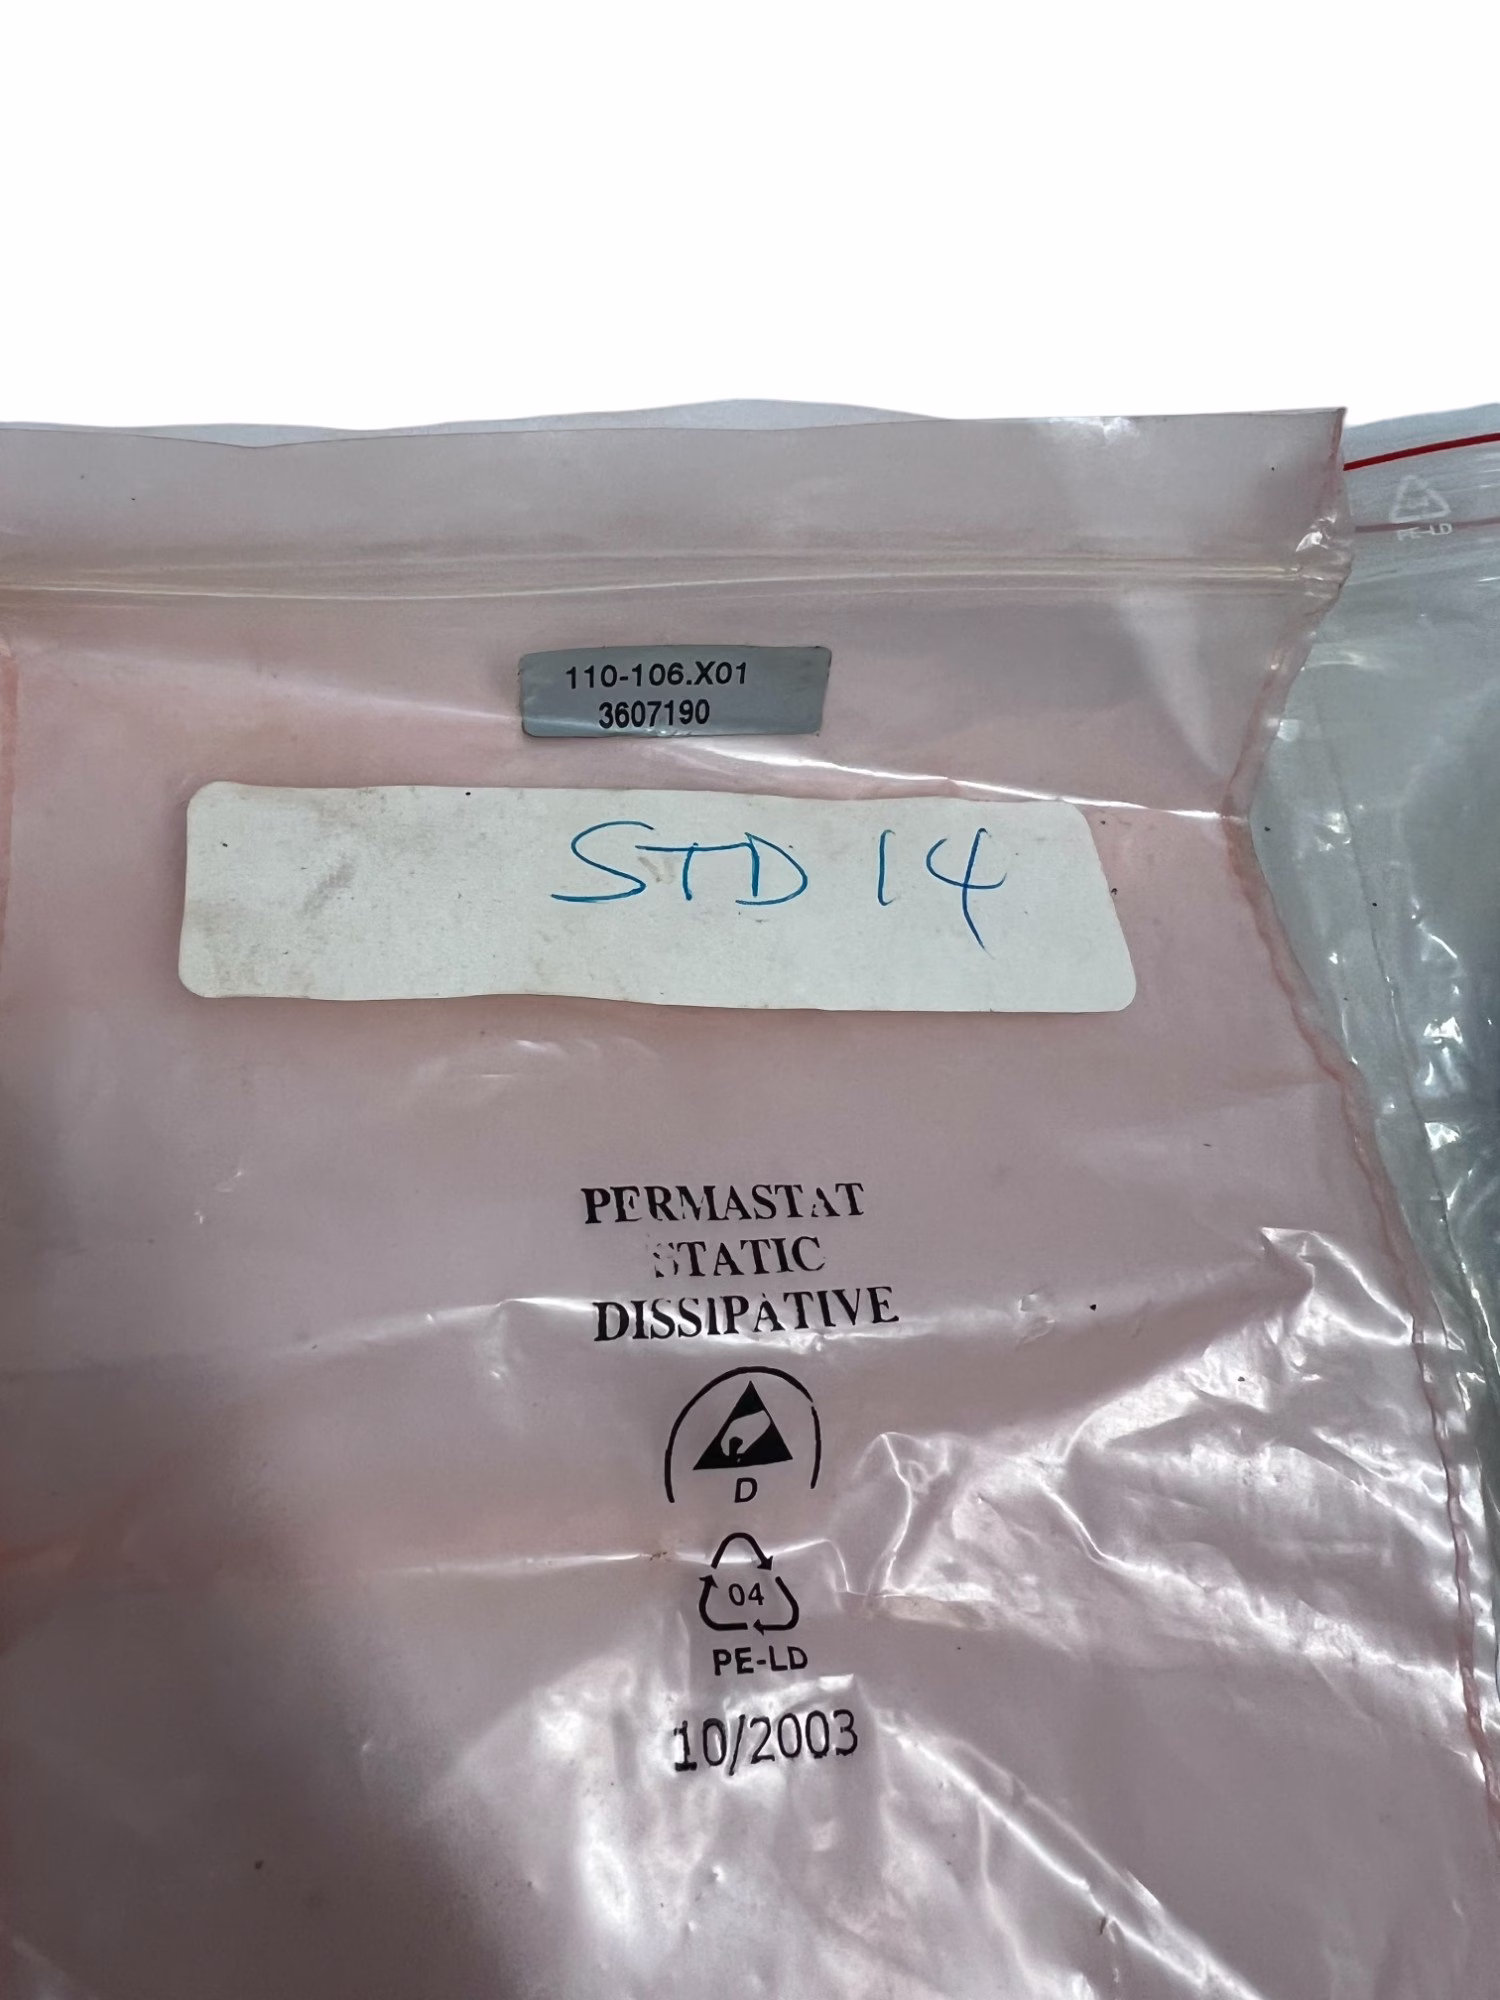 PE-LD
110-106.X01
3607190
STD 14
PERMASTAT
STATIC
DISSIPATIVE
D
04
PE-LD
10/2003